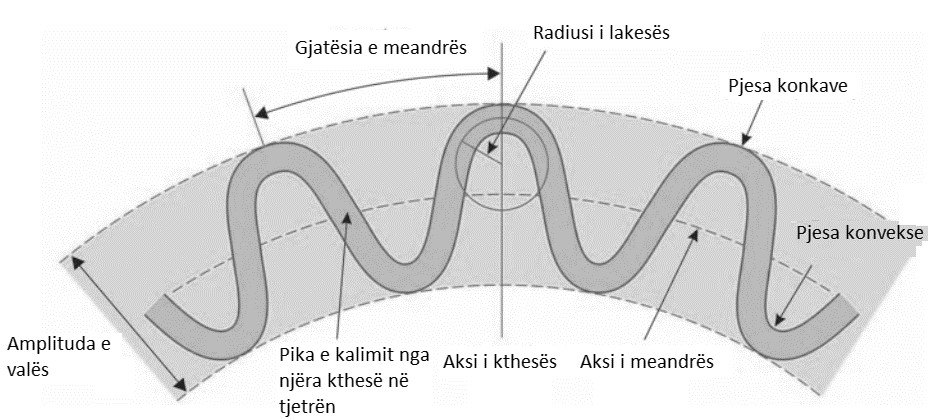 Radiusi i lakesës
Gjatësia e meandrës
Pjesa konkave
Pjesa konvekse
Amplituda e
valës
Pika e kalimit nga
njëra kthesë në
tjetrën
Aksi i kthesës
Aksi i meandrës